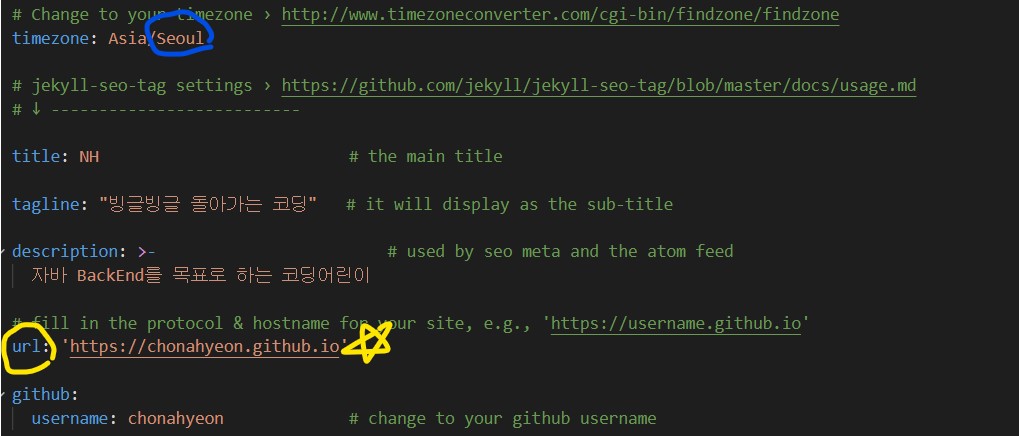 # Change to your timezone › http://www.timezoneconverter.com/cgi-bin/findzone/findzone
timezone: Asia/Seoul
# jekyll-seo-tag settings › https://github.com/jekyll/jekyll-seo-tag/blob/master/docs/usage.md
# ↓ --------------------------
title: NH # the main title
tagline: "빙글빙글 돌아가는 코딩" # it will display as the sub-title
description: >- # used by seo meta and the atom feed
자바 BackEnd를 목표로 하는 코딩어린이
# fill in the protocol & hostname for your site, e.g., 'https://username.github.io'
url: 'https://chonahyeon.github.io'
github:
username: chonahyeon # change to your github username